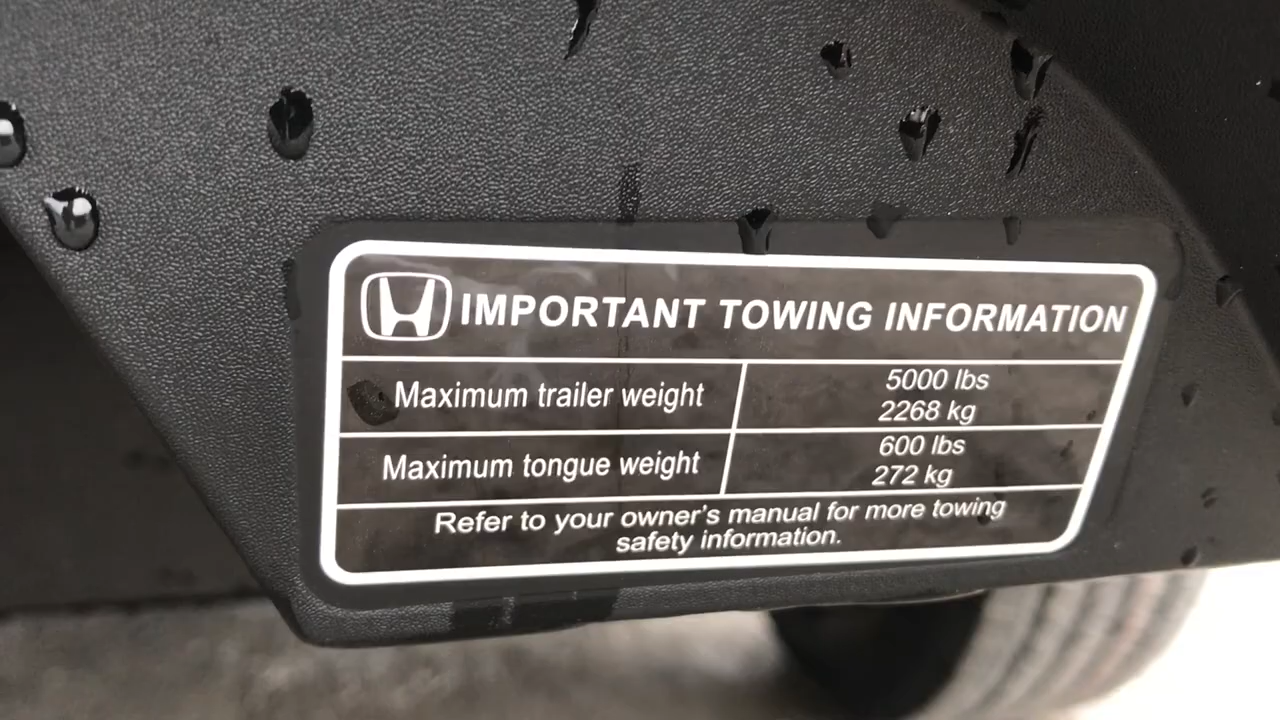 IMPORTANT TOWING INFORMATION
Maximum trailer weight
5000 lbs
2268 kg
Maximum tongue weight
600 lbs
272 kg
Refer to your owner's manual for more towing
safety information.